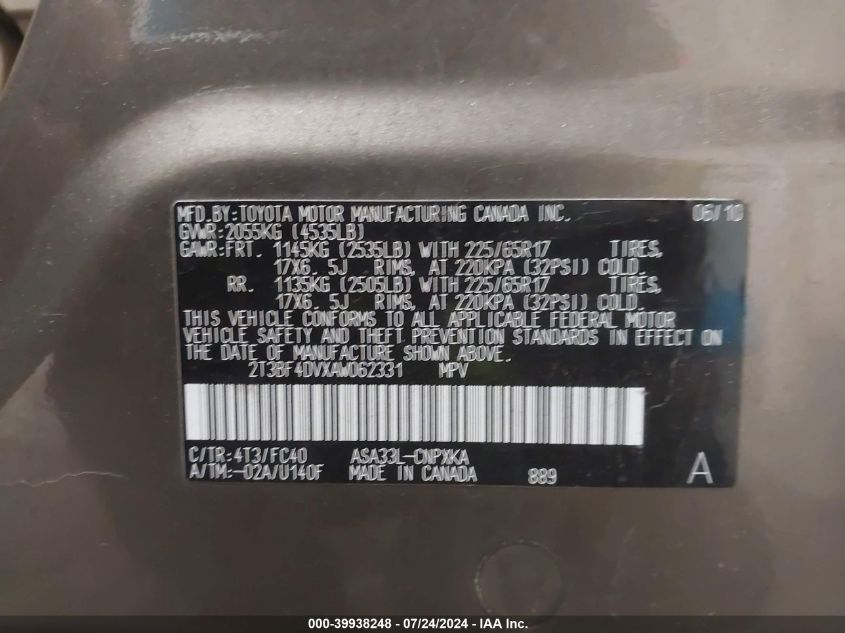 MFD.BY:TOYOTA MOTOR MANUFACTURING CANADA INC. 06/10
GVWR:2055KG (4535LB)
GAWR:FRT. 1145KG (2535LB) WITH 225/65R17 TIRES,
17X6. 5J RIMS, AT 220KPA (32PSI) COLD.
RR. 1135KG (2505LB) WITH 225/65R17 TIRES,
17X6. 5J RIMS, AT 220KPA (32PSI) COLD.
THIS VEHICLE CONFORMS TO ALL APPLICABLE FEDERAL MOTOR
VEHICLE SAFETY AND THEFT PREVENTION STANDARDS IN EFFECT ON
THE DATE OF MANUFACTURE SHOWN ABOVE.
2T3BF4DVXAW062331 MPV
C/TR:4T3/FC40 ASA33L-CNPXKA
A/TM:-02A/U140F MADE IN CANADA 889 A
000-39938248 - 07/24/2024 - IAA Inc.